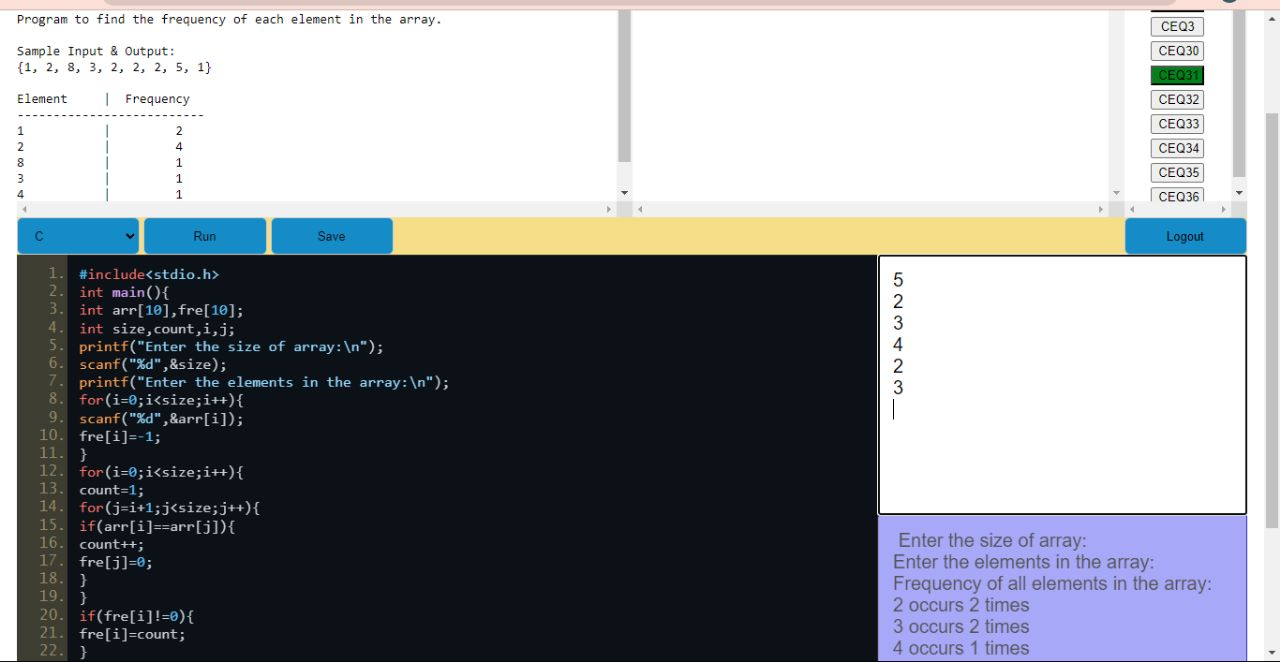 Program to find the frequency of each element in the array.
Sample Input & Output:
{1, 2, 8, 3, 2, 2, 2, 5, 1}
Element | Frequency
--------------------------
1 | 2
2 | 4
8 | 1
3 | 1
4 | 1
CEQ3
CEQ30
CEQ31
CEQ32
CEQ33
CEQ34
CEQ35
CEQ36
C
Run
Save
Logout
1. #include<stdio.h>
2. int main(){
3. int arr[10],fre[10];
4. int size,count,i,j;
5. printf("Enter the size of array:\n");
6. scanf("%d",&size);
7. printf("Enter the elements in the array:\n");
8. for(i=0;i<size;i++){
9. scanf("%d",&arr[i]);
10. fre[i]=-1;
11. }
12. for(i=0;i<size;i++){
13. count=1;
14. for(j=i+1;j<size;j++){
15. if(arr[i]==arr[j]){
16. count++;
17. fre[j]=0;
18. }
19. }
20. if(fre[i]!=0){
21. fre[i]=count;
22. }
5
2
3
4
2
3
Enter the size of array:
Enter the elements in the array:
Frequency of all elements in the array:
2 occurs 2 times
3 occurs 2 times
4 occurs 1 times